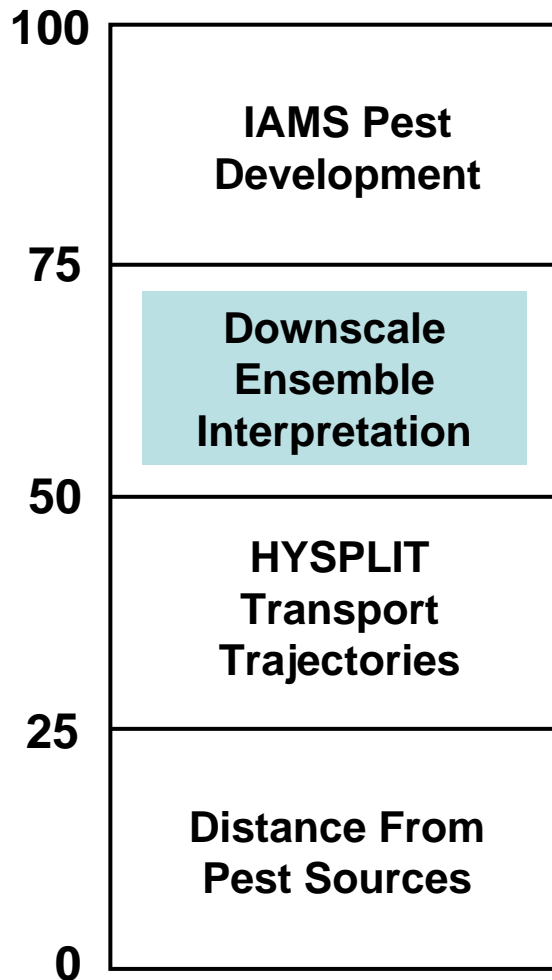 100
IAMS Pest
Development
75
Downscale
Ensemble
Interpretation
50
HYSPLIT
Transport
Trajectories
25
Distance From
Pest Sources
0